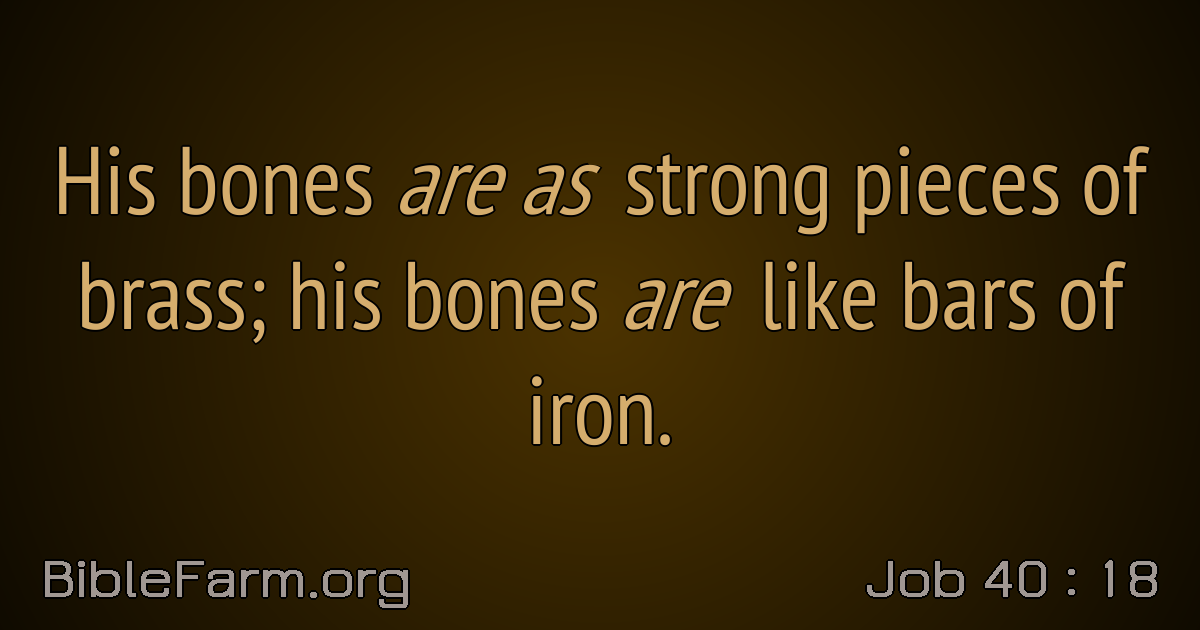 His bones are as strong pieces of
brass; his bones are like bars of
iron.
BibleFarm.org
Job 40 : 18